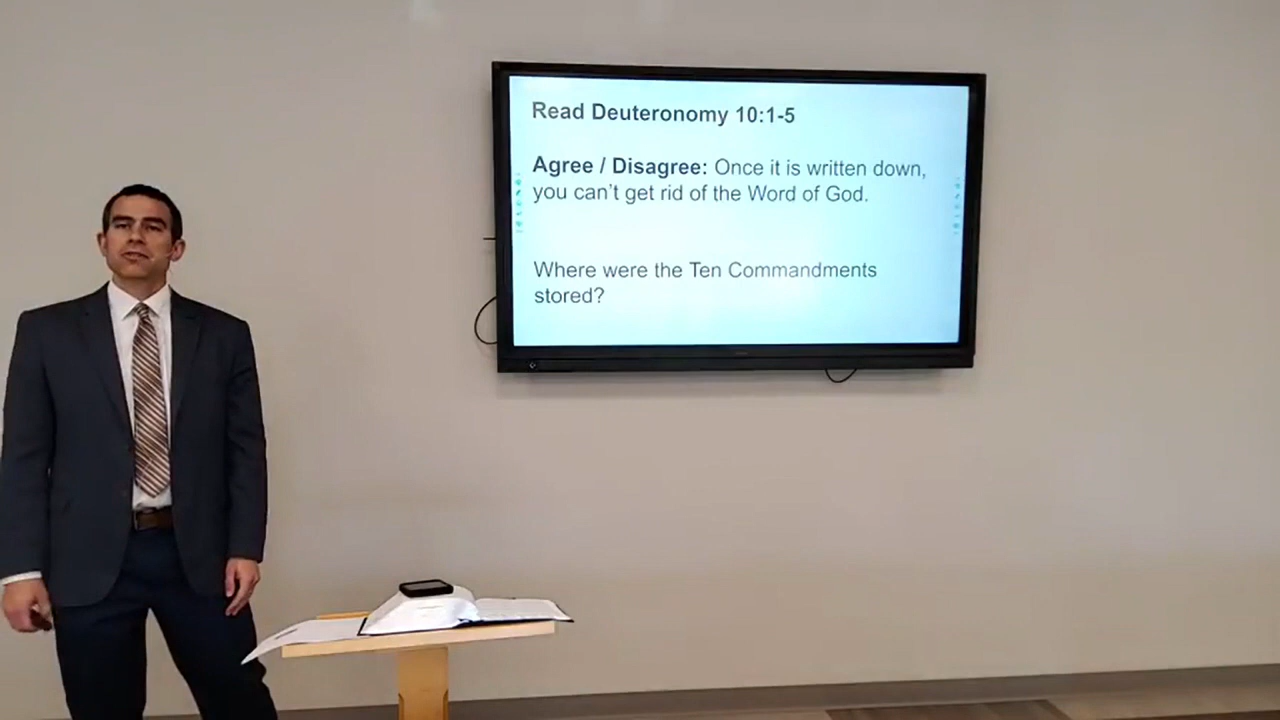 Read Deuteronomy 10:1-5
Agree / Disagree: Once it is written down,
you can't get rid of the Word of God.
Where were the Ten Commandments
stored?